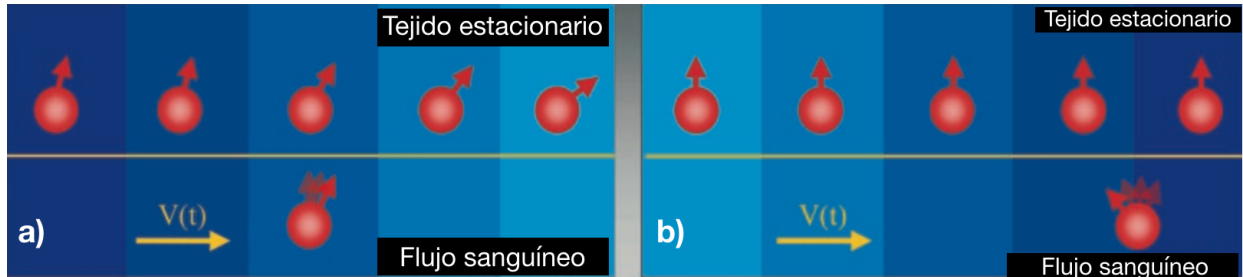 Tejido estacionario
V(t)
a)
Flujo sanguíneo
Tejido estacionario
V(t)
b)
Flujo sanguíneo